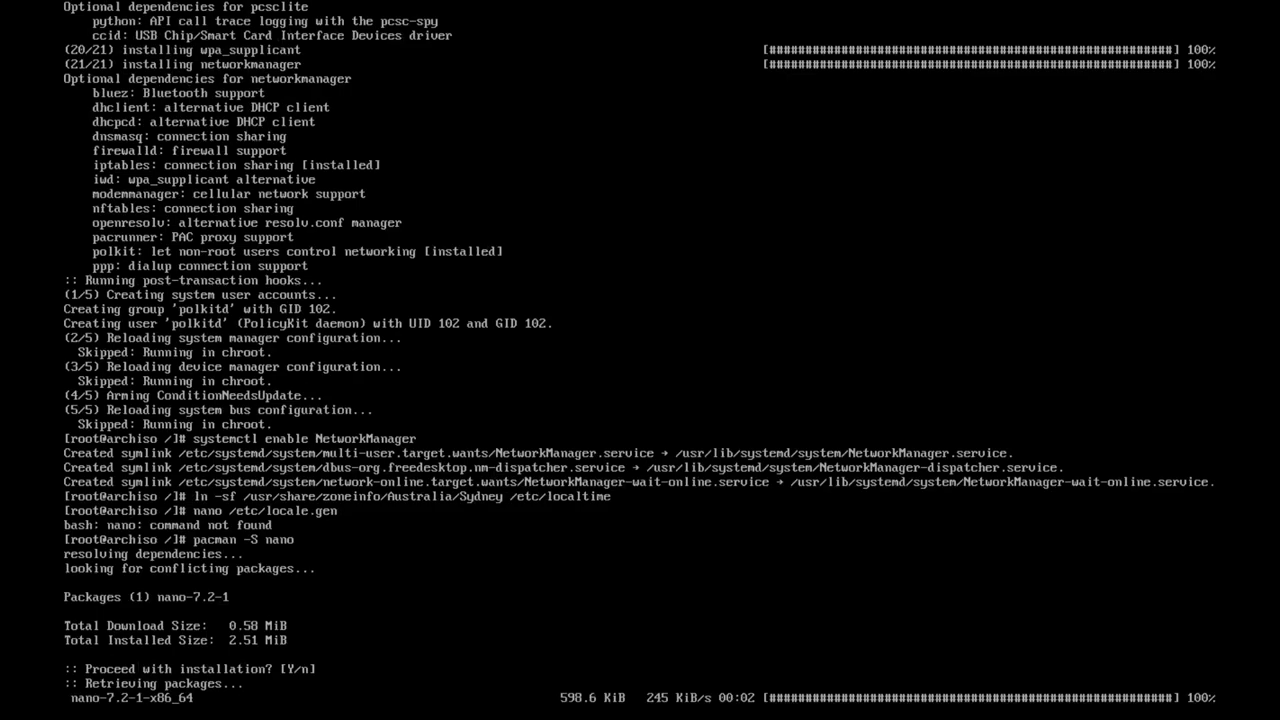 Optional dependencies for pcsclite
    python: API call trace logging with the pcsc-spy
    ccid: USB Chip/Smart Card Interface Devices driver
(20/21) installing wpa_supplicant [########################################################] 100%
(21/21) installing networkmanager [########################################################] 100%
Optional dependencies for networkmanager
    bluez: Bluetooth support
    dhclient: alternative DHCP client
    dhcpcd: alternative DHCP client
    dnsmasq: connection sharing
    firewalld: firewall support
    iptables: connection sharing [installed]
    iwd: wpa_supplicant alternative
    modemmanager: cellular network support
    nftables: connection sharing
    openresolv: alternative resolv.conf manager
    pacrunner: PAC proxy support
    polkit: let non-root users control networking [installed]
    ppp: dialup connection support
:: Running post-transaction hooks...
(1/5) Creating system user accounts...
Creating group 'polkitd' with GID 102.
Creating user 'polkitd' (PolicyKit daemon) with UID 102 and GID 102.
(2/5) Reloading system manager configuration...
  Skipped: Running in chroot.
(3/5) Reloading device manager configuration...
  Skipped: Running in chroot.
(4/5) Arming ConditionNeedsUpdate...
(5/5) Reloading system bus configuration...
  Skipped: Running in chroot.
[root@archiso /]# systemctl enable NetworkManager
Created symlink /etc/systemd/system/multi-user.target.wants/NetworkManager.service → /usr/lib/systemd/system/NetworkManager.service.
Created symlink /etc/systemd/system/dbus-org.freedesktop.nm-dispatcher.service → /usr/lib/systemd/system/NetworkManager-dispatcher.service.
Created symlink /etc/systemd/system/network-online.target.wants/NetworkManager-wait-online.service → /usr/lib/systemd/system/NetworkManager-wait-online.service.
[root@archiso /]# ln -sf /usr/share/zoneinfo/Australia/Sydney /etc/localtime
[root@archiso /]# nano /etc/locale.gen
bash: nano: command not found
[root@archiso /]# pacman -S nano
resolving dependencies...
looking for conflicting packages...
Packages (1) nano-7.2-1
Total Download Size:   0.58 MiB
Total Installed Size:  2.51 MiB
:: Proceed with installation? [Y/n]
:: Retrieving packages...
 nano-7.2-1-x86_64 598.6 KiB   245 KiB/s 00:02 [########################################################] 100%